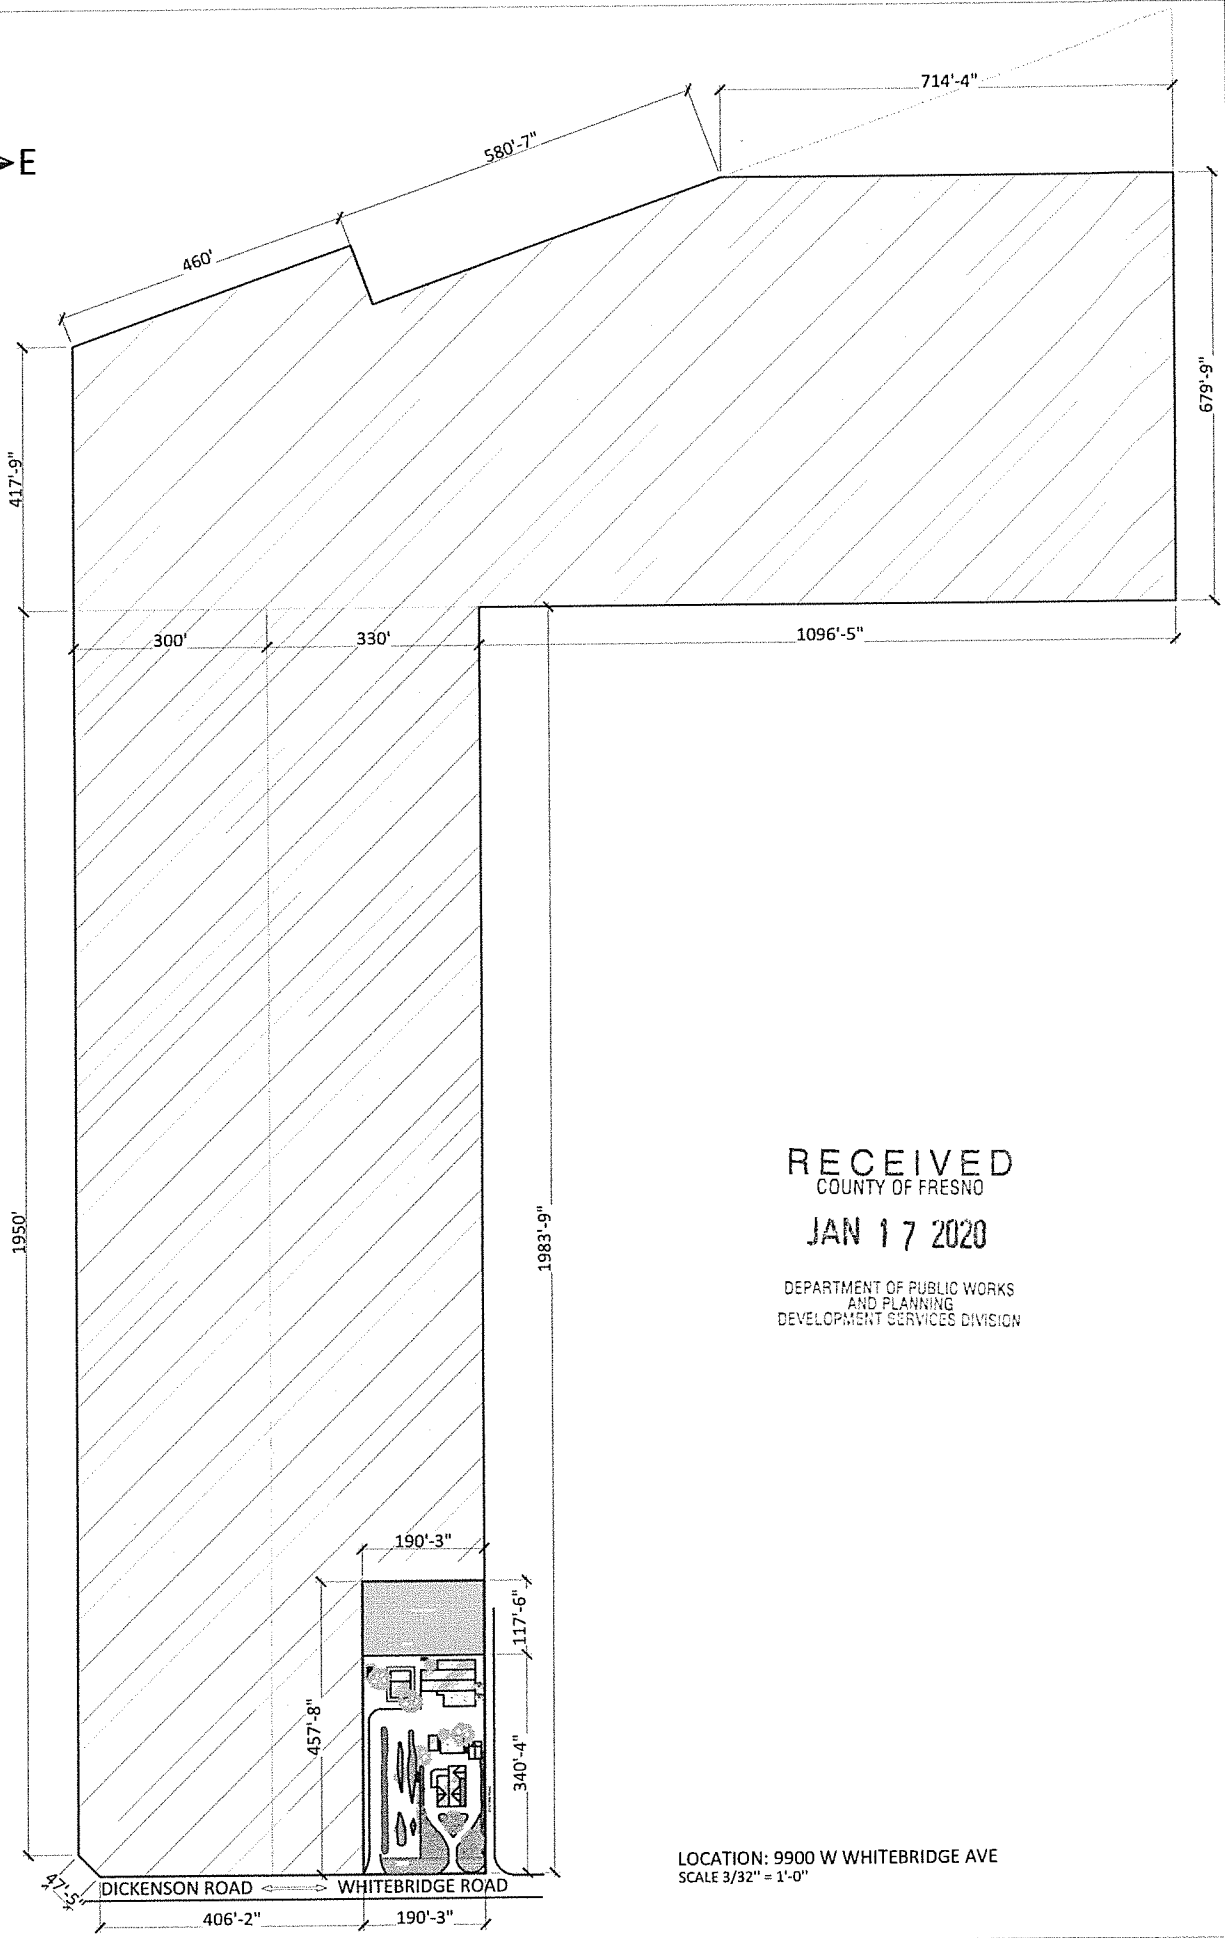 714'-4"
580'-7"
E
460'
679'-9"
417'-9"
300'
330'
1096'-5"
RECEIVED
COUNTY OF FRESNO
JAN 17 2020
DEPARTMENT OF PUBLIC WORKS
AND PLANNING
DEVELOPMENT SERVICES DIVISION
1950'
1983'-9"
190'-3"
117'-6"
457'-8"
340'-4"
LOCATION: 9900 W WHITEBRIDGE AVE
SCALE 3/32" = 1'-0"
47'-5"
DICKENSON ROAD WHITEBRIDGE ROAD
406'-2"
190'-3"